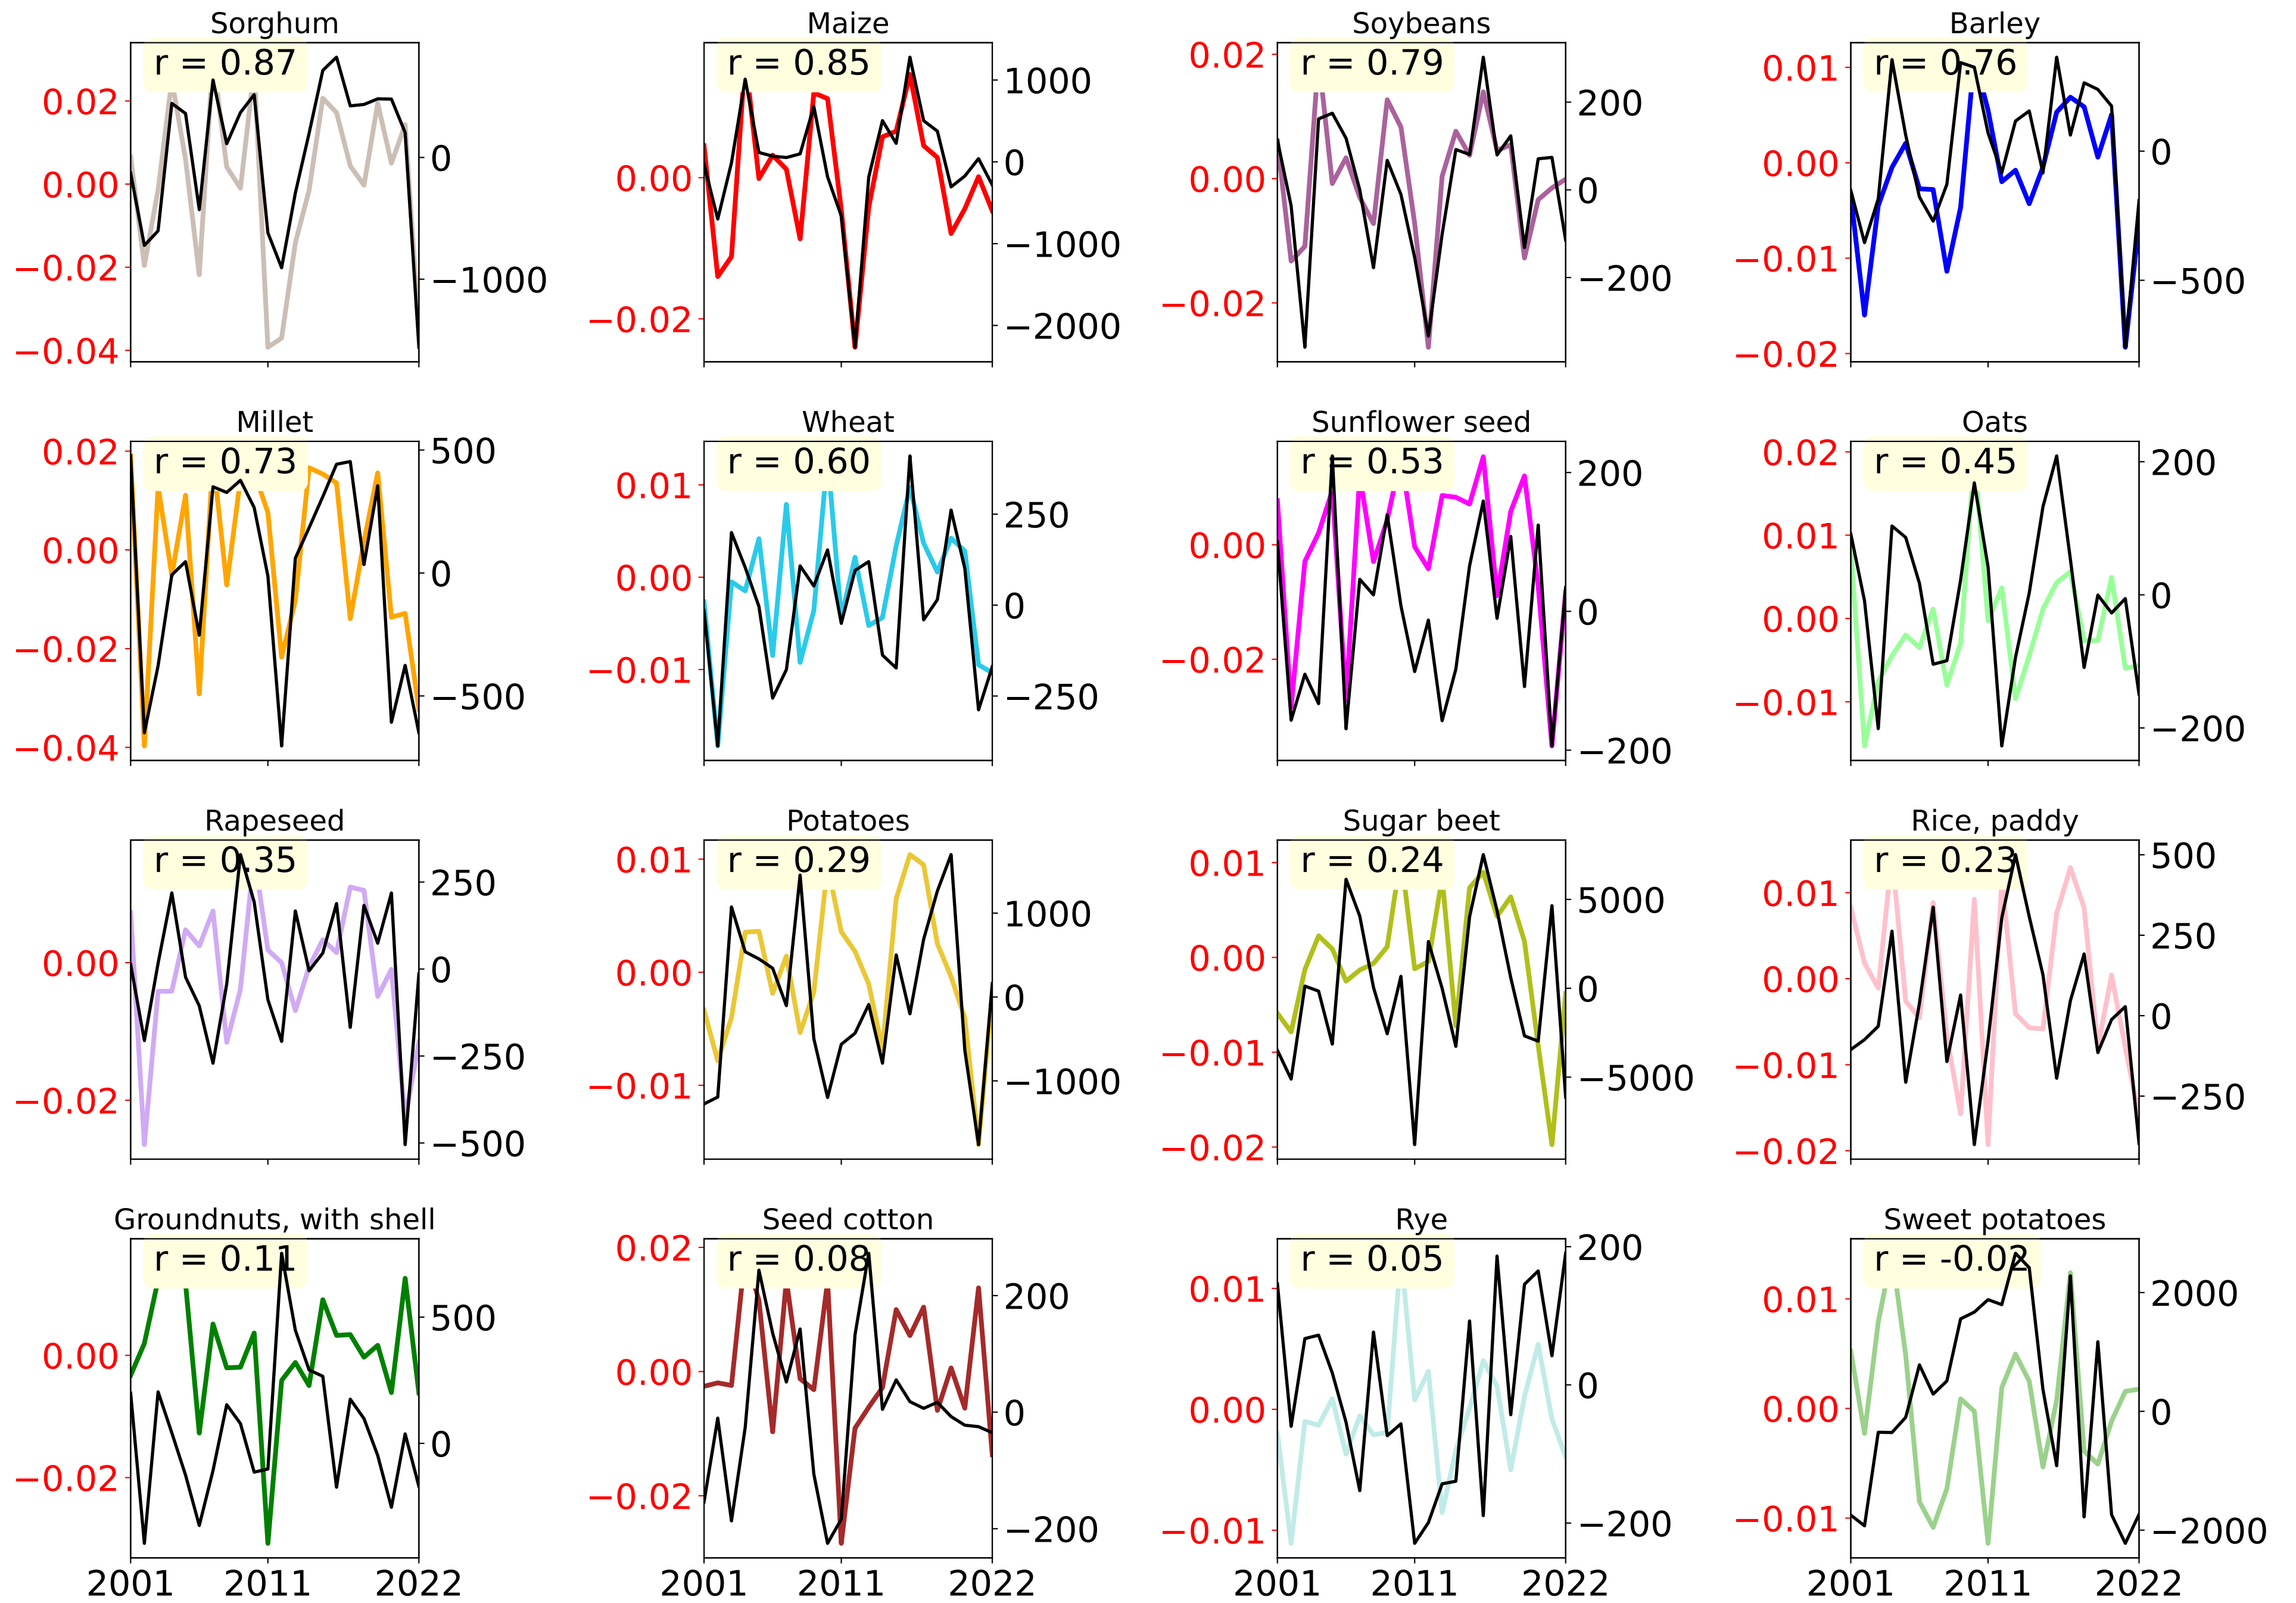 Sorghum
Maize
Soybeans
Barley
r = 0.87
r = 0.85
r = 0.79
r = 0.76
0.02
0.00
−0.02
−0.04
0
−1000
0.00
−0.02
1000
0
−1000
−2000
0.02
0.00
−0.02
200
0
−200
0.01
0.00
−0.01
−0.02
0
−500
Millet
Wheat
Sunflower seed
Oats
r = 0.73
r = 0.60
r = 0.53
r = 0.45
0.02
0.00
−0.02
−0.04
500
0
−500
0.01
0.00
−0.01
250
0
−250
0.00
−0.02
200
0
−200
0.02
0.01
0.00
−0.01
200
0
−200
Rapeseed
Potatoes
Sugar beet
Rice, paddy
r = 0.35
r = 0.29
r = 0.24
r = 0.23
0.00
−0.02
250
0
−250
−500
0.01
0.00
−0.01
1000
0
−1000
0.01
0.00
−0.01
−0.02
5000
0
−5000
0.01
0.00
−0.01
−0.02
500
250
0
−250
Groundnuts, with shell
Seed cotton
Rye
Sweet potatoes
r = 0.11
r = 0.08
r = 0.05
r = -0.02
0.00
−0.02
500
0
0.02
0.00
−0.02
200
0
−200
0.01
0.00
−0.01
200
0
−200
0.01
0.00
−0.01
2000
0
−2000
2001 2011 2022
2001 2011 2022
2001 2011 2022
2001 2011 2022